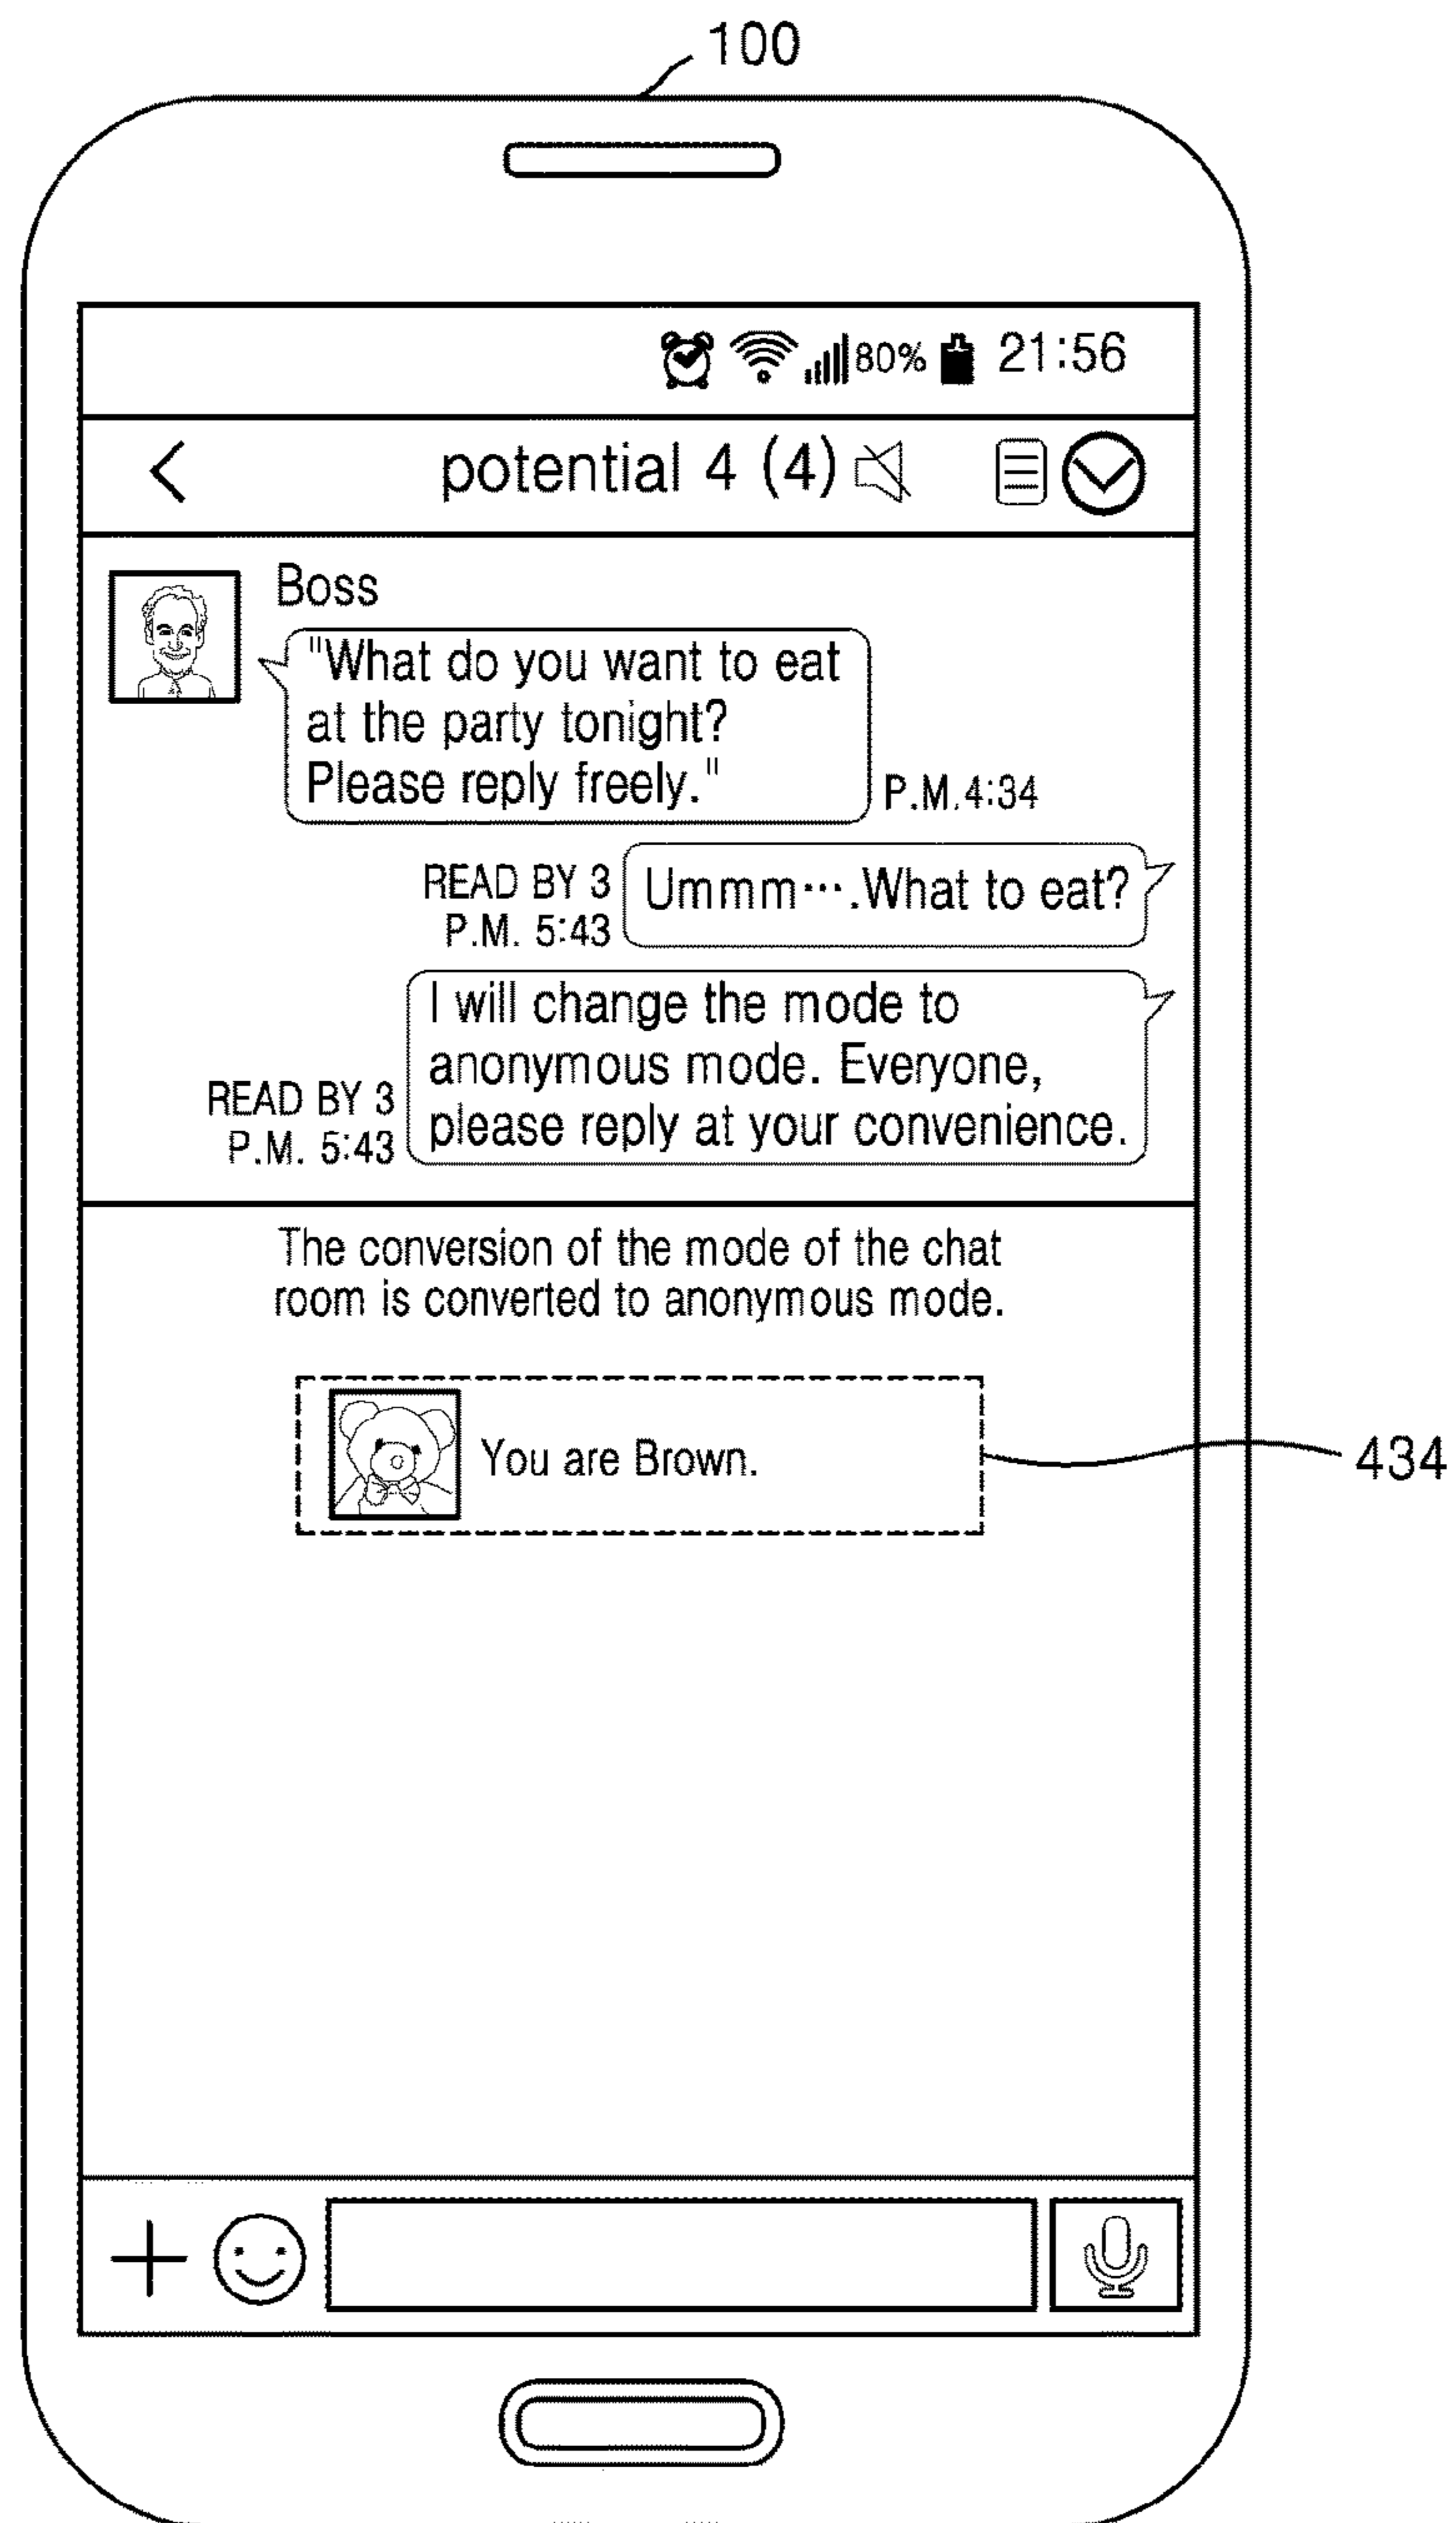 100
80% 21:56
potential 4 (4)
Boss
"What do you want to eat
at the party tonight?
Please reply freely."
P.M.4:34
READ BY 3
P.M. 5:43
Ummm….What to eat?
I will change the mode to
anonymous mode. Everyone,
please reply at your convenience.
READ BY 3
P.M. 5:43
The conversion of the mode of the chat
room is converted to anonymous mode.
You are Brown.
434